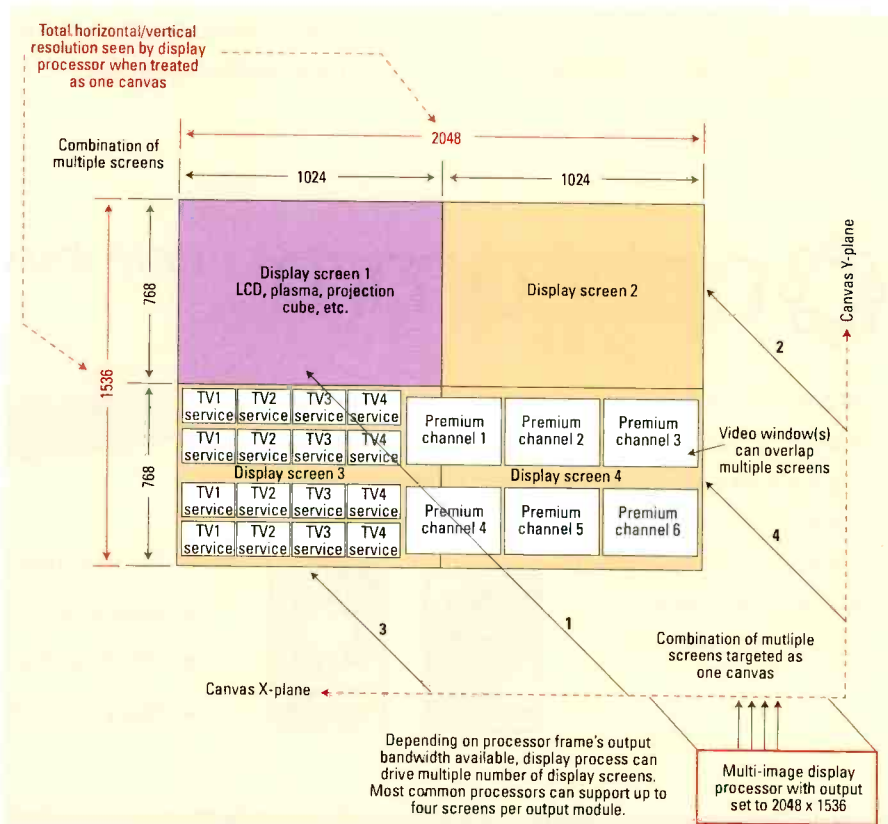 Total horizontal/vertical
resolution seen by display
processor when treated
as one canvas
2048
Combination of
multiple screens
1024
1024
Canvas Y-plane
768
Display screen 1
LCD, plasma, projection
cube, etc.
Display screen 2
2
1536
768
TV1
service
TV2
service
TV3
service
TV4
service
TV1
service
TV2
service
TV3
service
TV4
service
Display screen 3
TV1
service
TV2
service
TV3
service
TV4
service
TV1
service
TV2
service
TV3
service
TV4
service
Premium
channel 1
Premium
channel 2
Premium
channel 3
Display screen 4
Premium
channel 4
Premium
channel 5
Premium
channel 6
Video window(s)
can overlap
multiple screens
4
3
1
Combination of mutliple
screens targeted as
one canvas
Canvas X-plane
Depending on processor frame's output
bandwidth available, display process can
drive multiple number of display screens.
Most common processors can support up to
four screens per output module.
Multi-image display
processor with output
set to 2048 x 1536